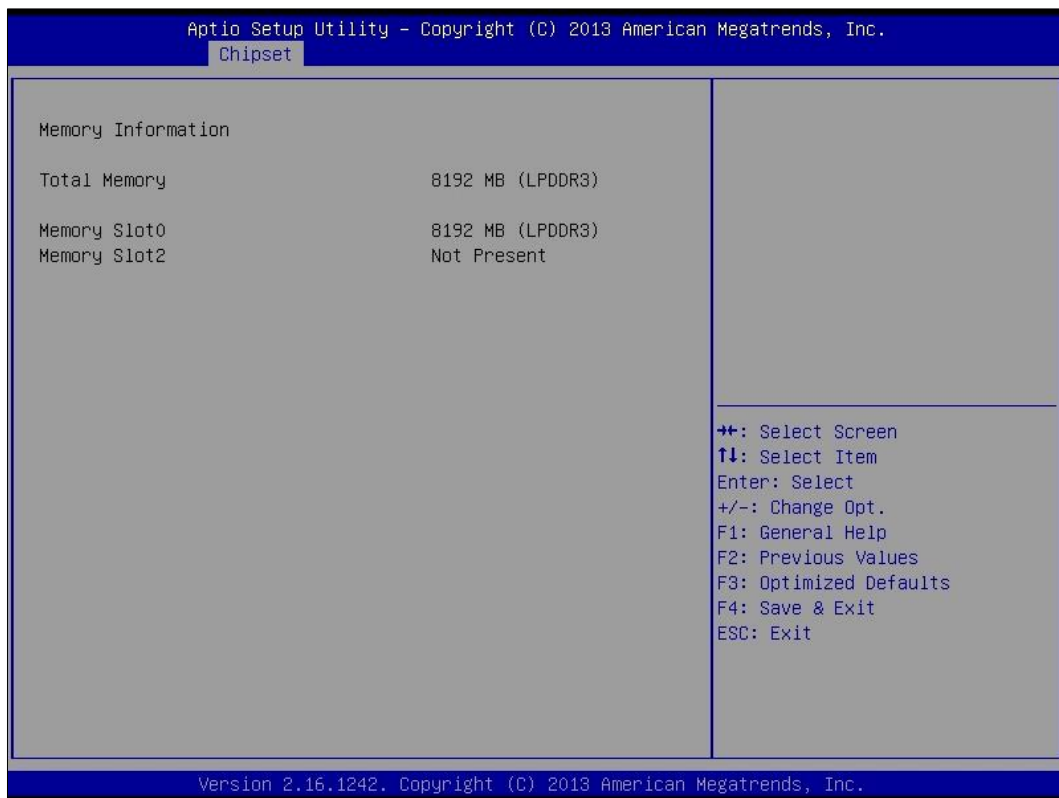 Aptio Setup Utility – Copyright (C) 2013 American Megatrends, Inc.
Chipset
Memory Information
Total Memory 8192 MB (LPDDR3)
Memory Slot0 8192 MB (LPDDR3)
Memory Slot2 Not Present
→←: Select Screen
↑↓: Select Item
Enter: Select
+/-: Change Opt.
F1: General Help
F2: Previous Values
F3: Optimized Defaults
F4: Save & Exit
ESC: Exit
Version 2.16.1242. Copyright (C) 2013 American Megatrends, Inc.